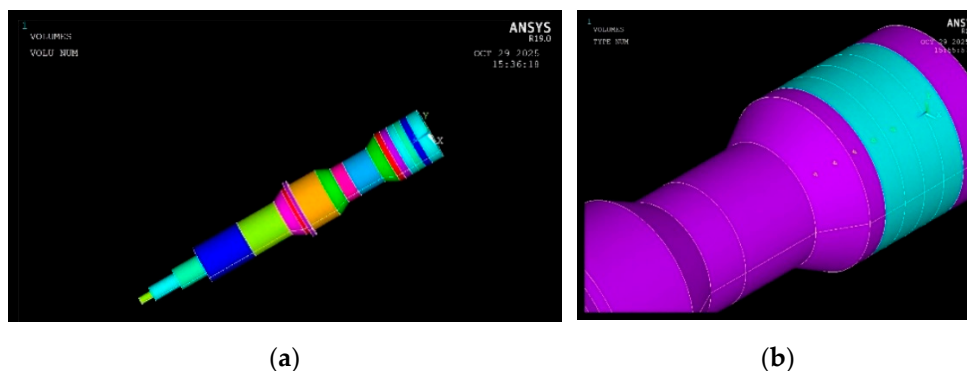 1
VOLUMES
VOLU NUM
ANSYS
R19.0
OCT 29 2025
15:36:18
Y
X
(a)
1
VOLUMES
TYPE NUM
ANSYS
OCT 29 2025
(b)